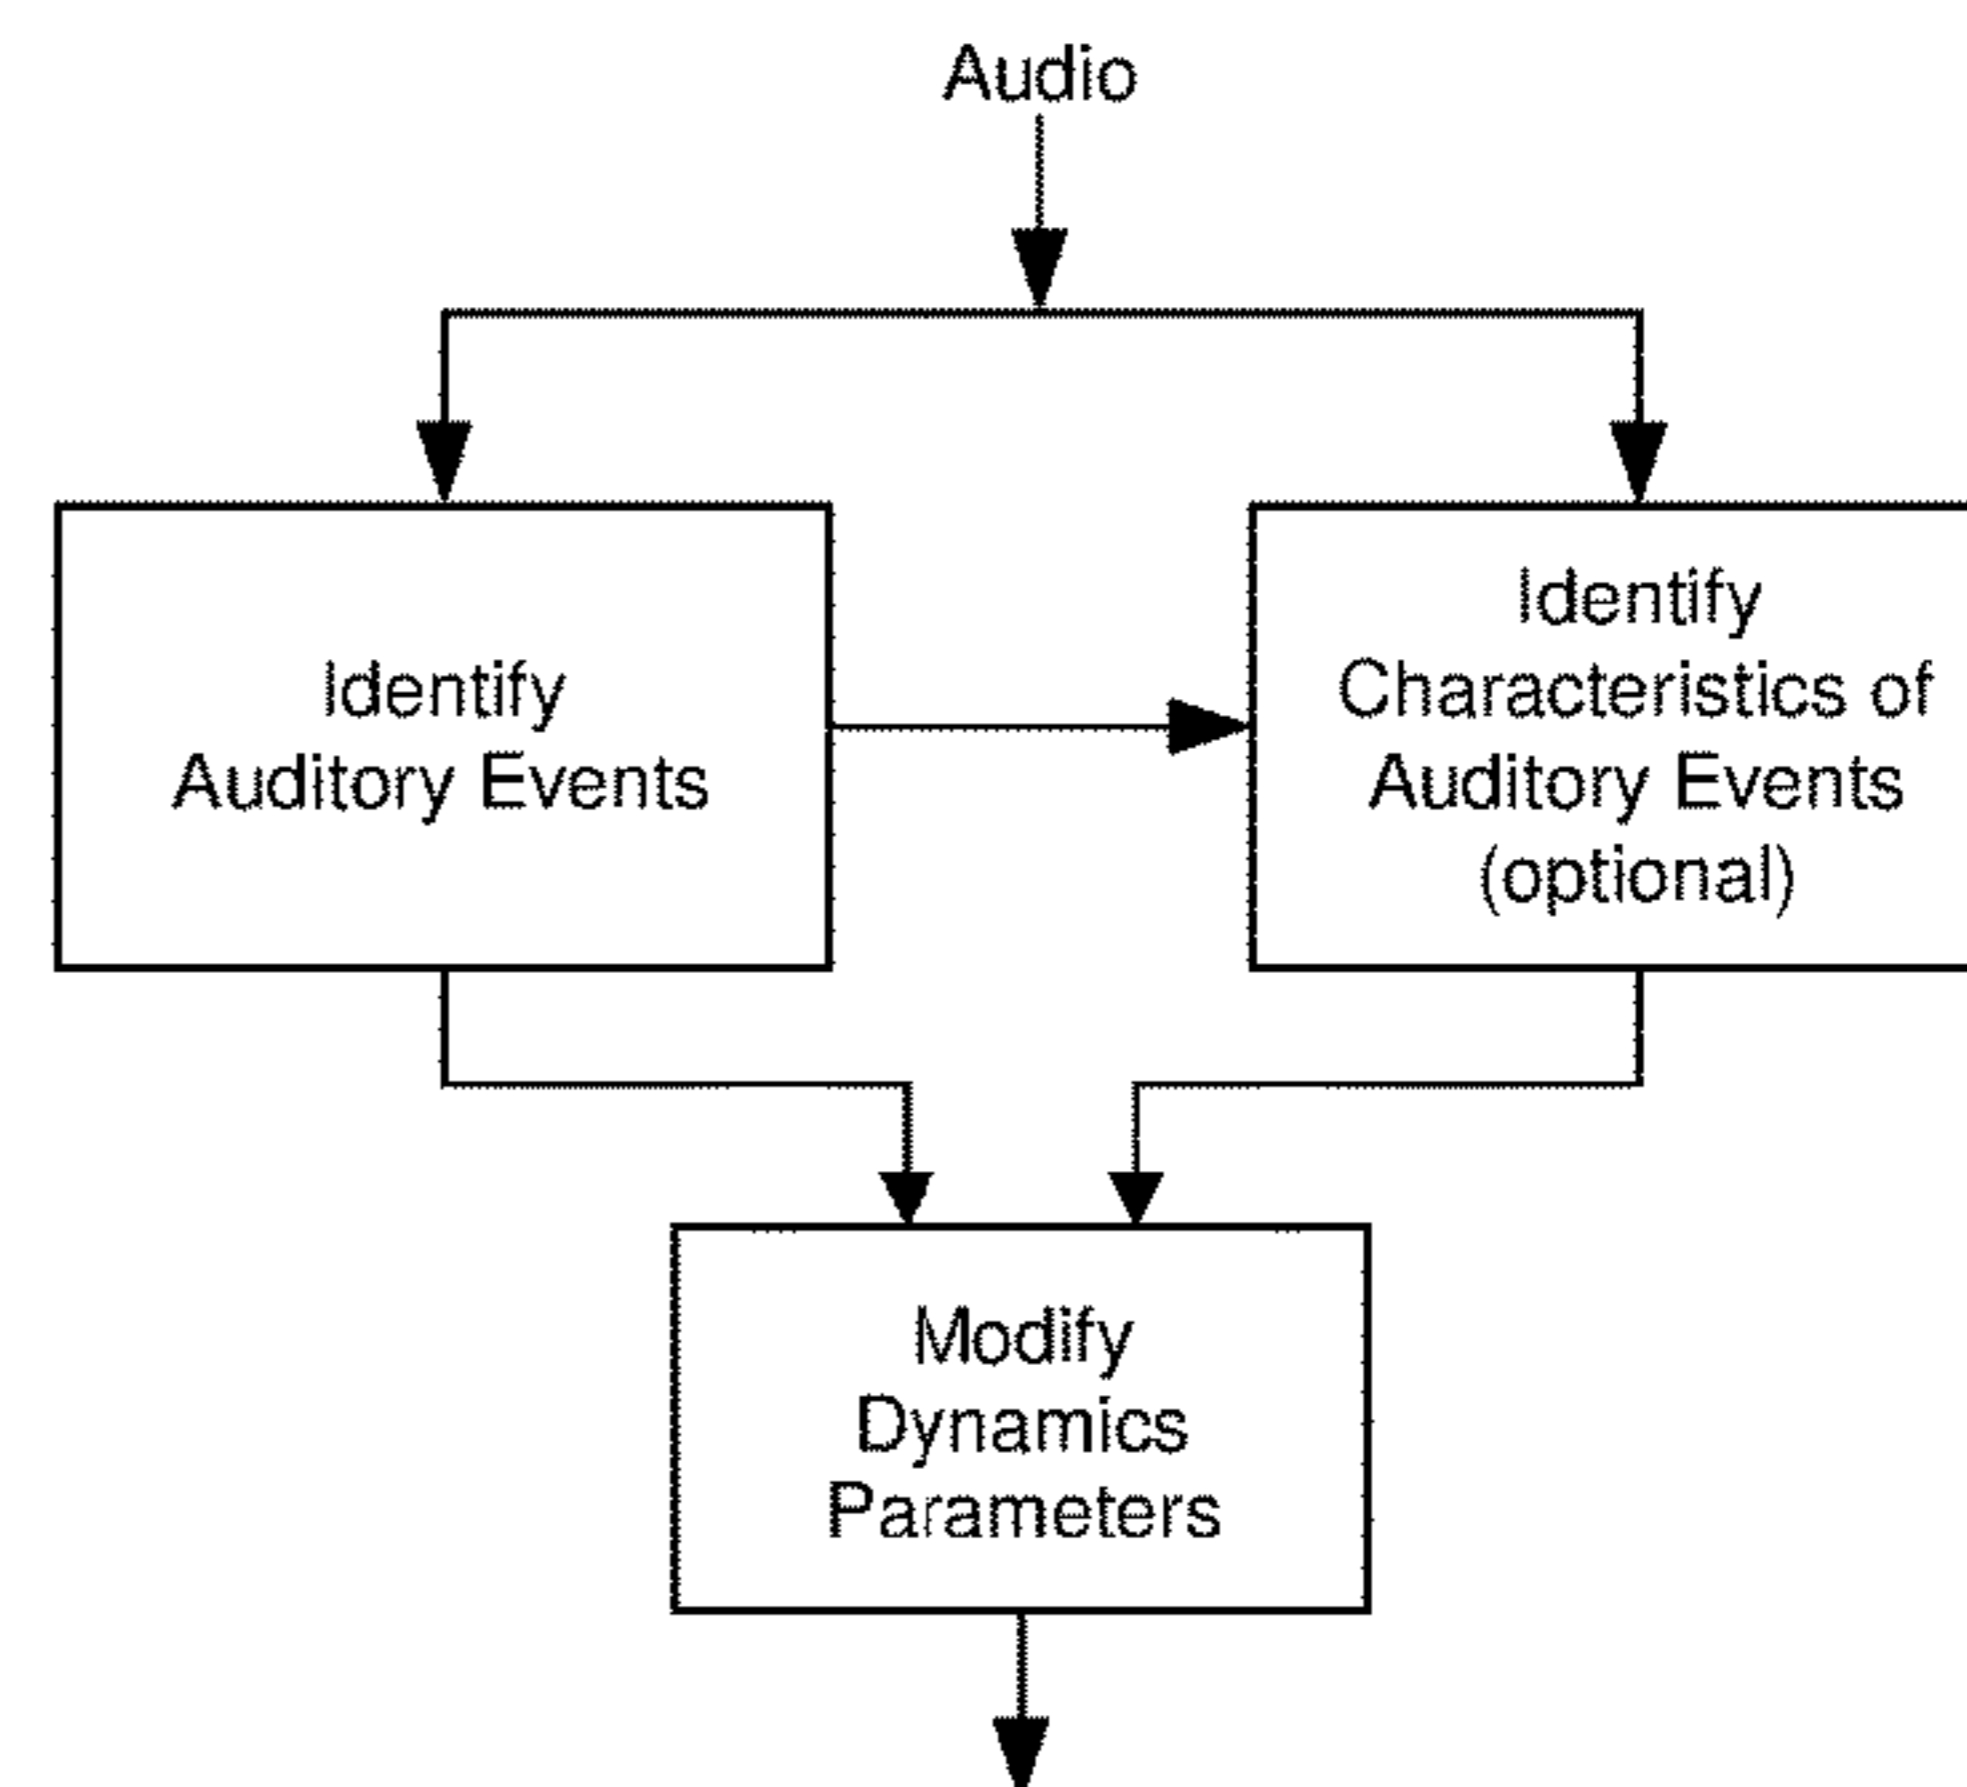 Audio
Identify
Auditory Events
Identify
Characteristics of
Auditory Events
(optional)
Modify
Dynamics
Parameters